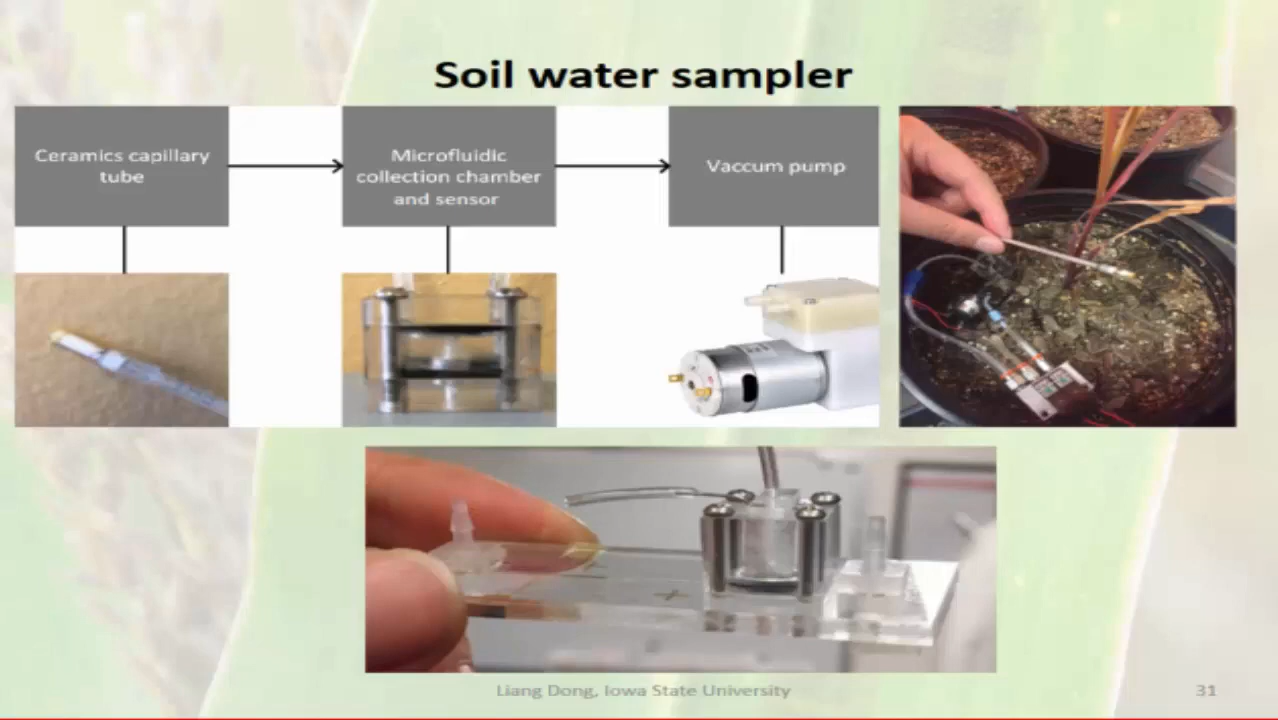 Soil water sampler
Ceramics capillary
tube
Microfluidic
collection chamber
and sensor
Vaccum pump
Liang Dong, Iowa State University
31